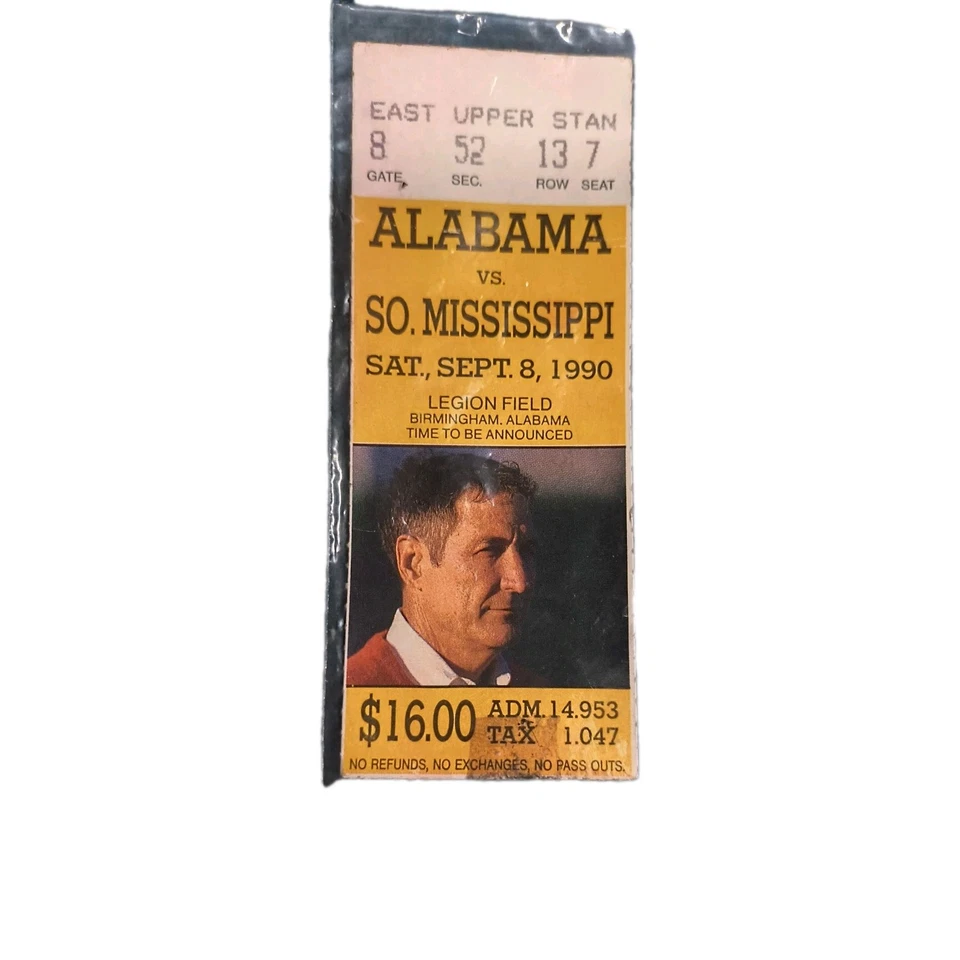 EAST UPPER STAN
8 52 13 7
GATE SEC. ROW SEAT
ALABAMA
VS.
SO. MISSISSIPPI
SAT., SEPT. 8, 1990
LEGION FIELD
BIRMINGHAM, ALABAMA
TIME TO BE ANNOUNCED
$16.00 ADM. 14.953
TAX 1.047
NO REFUNDS, NO EXCHANGES, NO PASS OUTS.